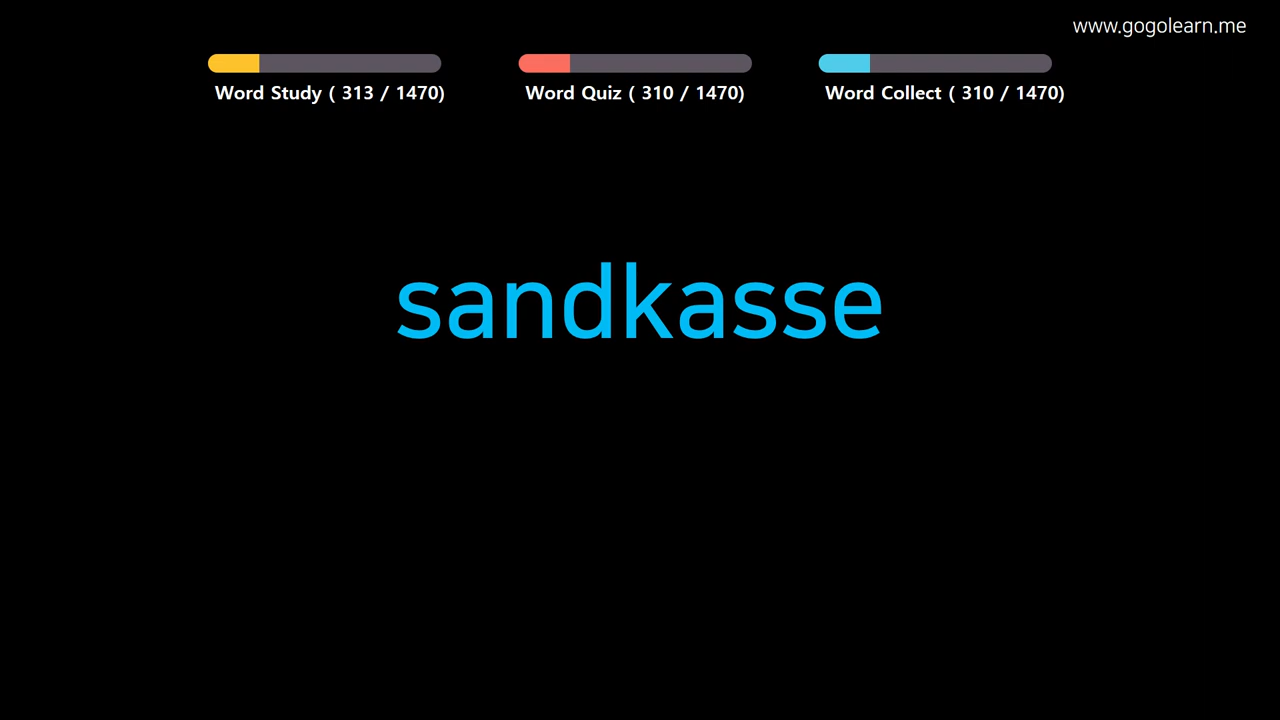 www.gogolearn.me
Word Study ( 313 / 1470)
Word Quiz ( 310 / 1470)
Word Collect ( 310 / 1470)
sandkasse